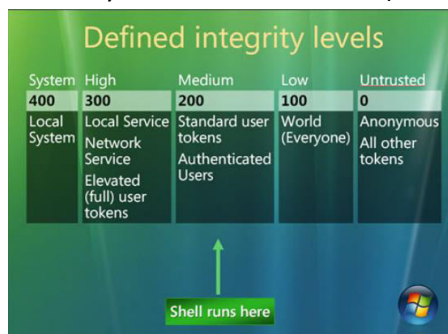 Defined integrity levels
System High Medium Low Untrusted
400 300 200 100 0
Local System
Local Service
Network Service
Elevated (full) user tokens
Standard user tokens
Authenticated Users
World (Everyone)
Anonymous
All other tokens
Shell runs here